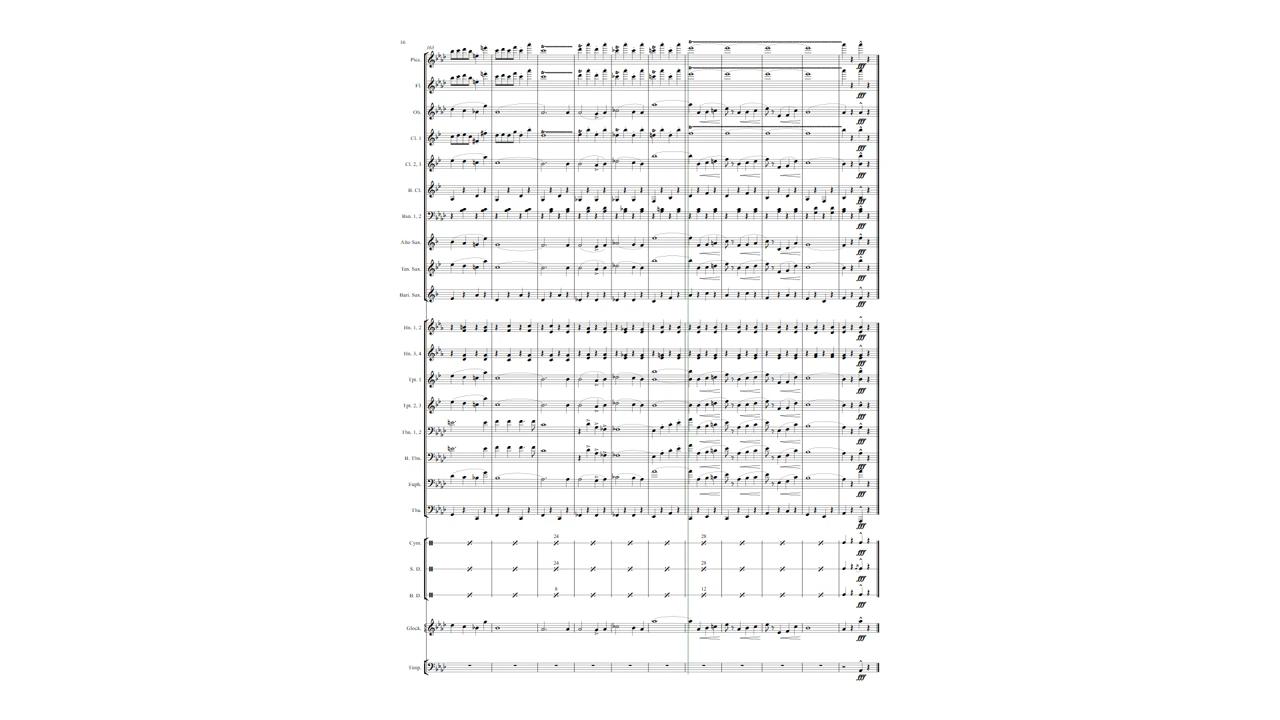 16
163
Picc.
Fl.
Ob.
Cl. 1
Cl. 2, 3
B. Cl.
Bsn. 1, 2
Alto Sax.
Ten. Sax.
Bari. Sax.
Hn. 1, 2
Hn. 3, 4
Tpt. 1
Tpt. 2, 3
Tbn. 1, 2
B. Tbn.
Euph.
Tba.
Cym.
24
28
S. D.
24
28
B. D.
8
12
Glock.
Timp.
fff